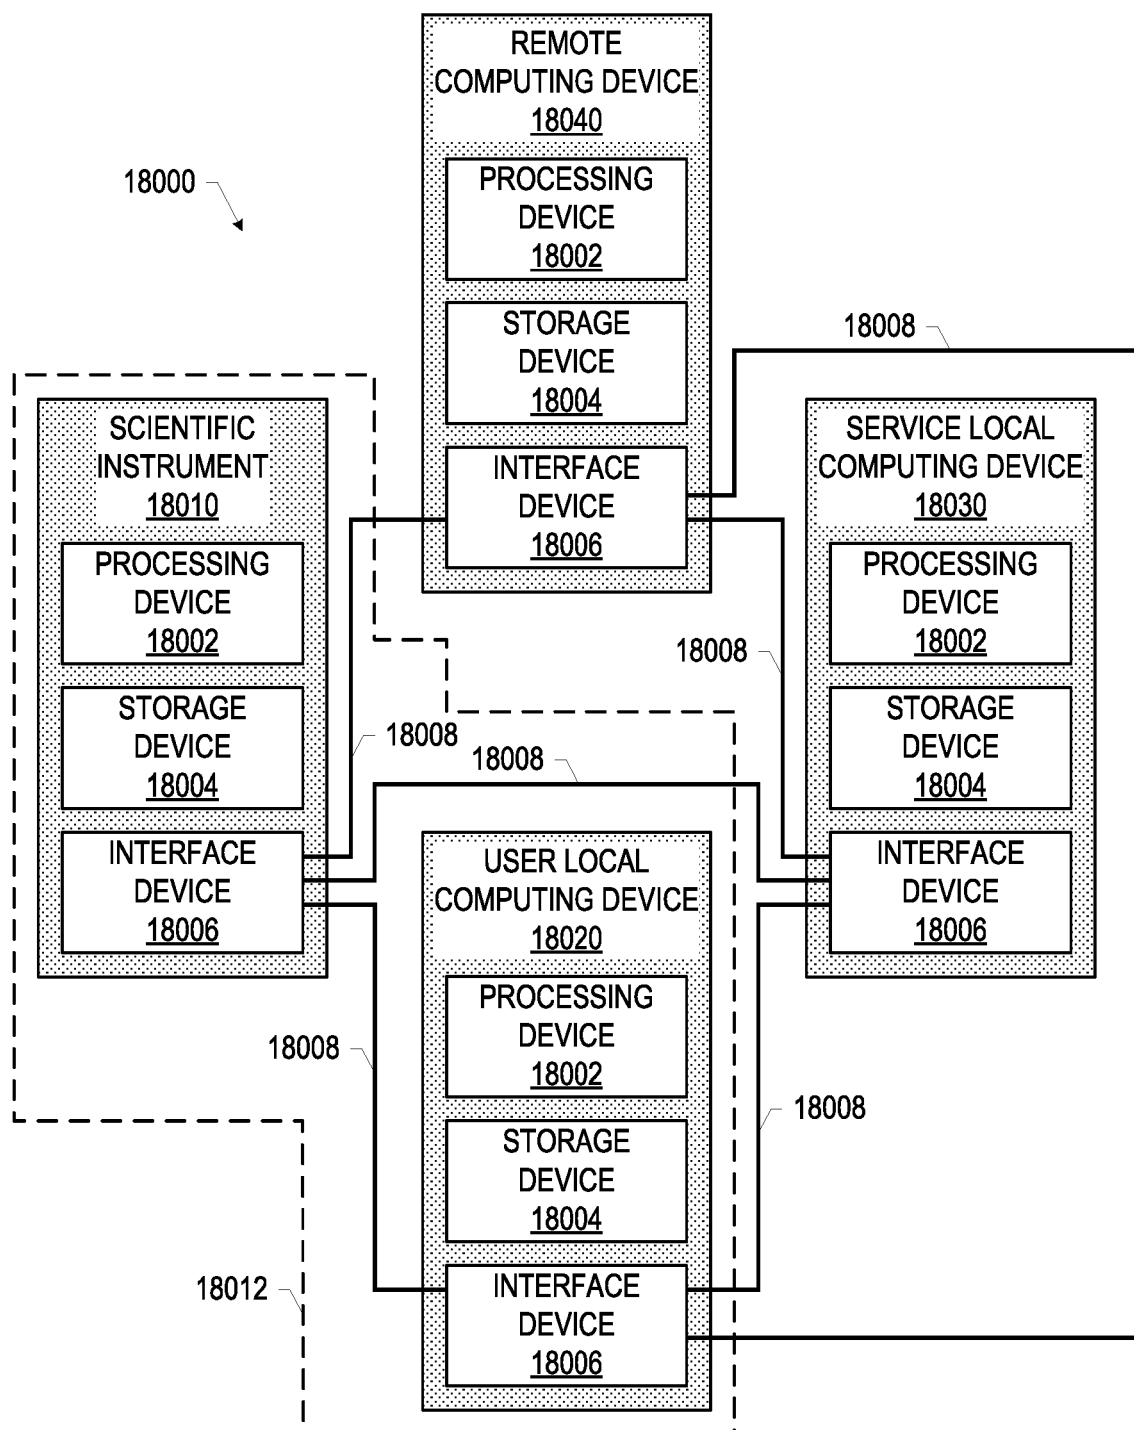 REMOTE
COMPUTING DEVICE
18040
PROCESSING
DEVICE
18002
STORAGE
DEVICE
18004
INTERFACE
DEVICE
18006
18000
18008
SCIENTIFIC
INSTRUMENT
18010
PROCESSING
DEVICE
18002
STORAGE
DEVICE
18004
INTERFACE
DEVICE
18006
SERVICE LOCAL
COMPUTING DEVICE
18030
PROCESSING
DEVICE
18002
STORAGE
DEVICE
18004
INTERFACE
DEVICE
18006
18008
18008
18008
USER LOCAL
COMPUTING DEVICE
18020
PROCESSING
DEVICE
18002
STORAGE
DEVICE
18004
INTERFACE
DEVICE
18006
18008
18008
18012